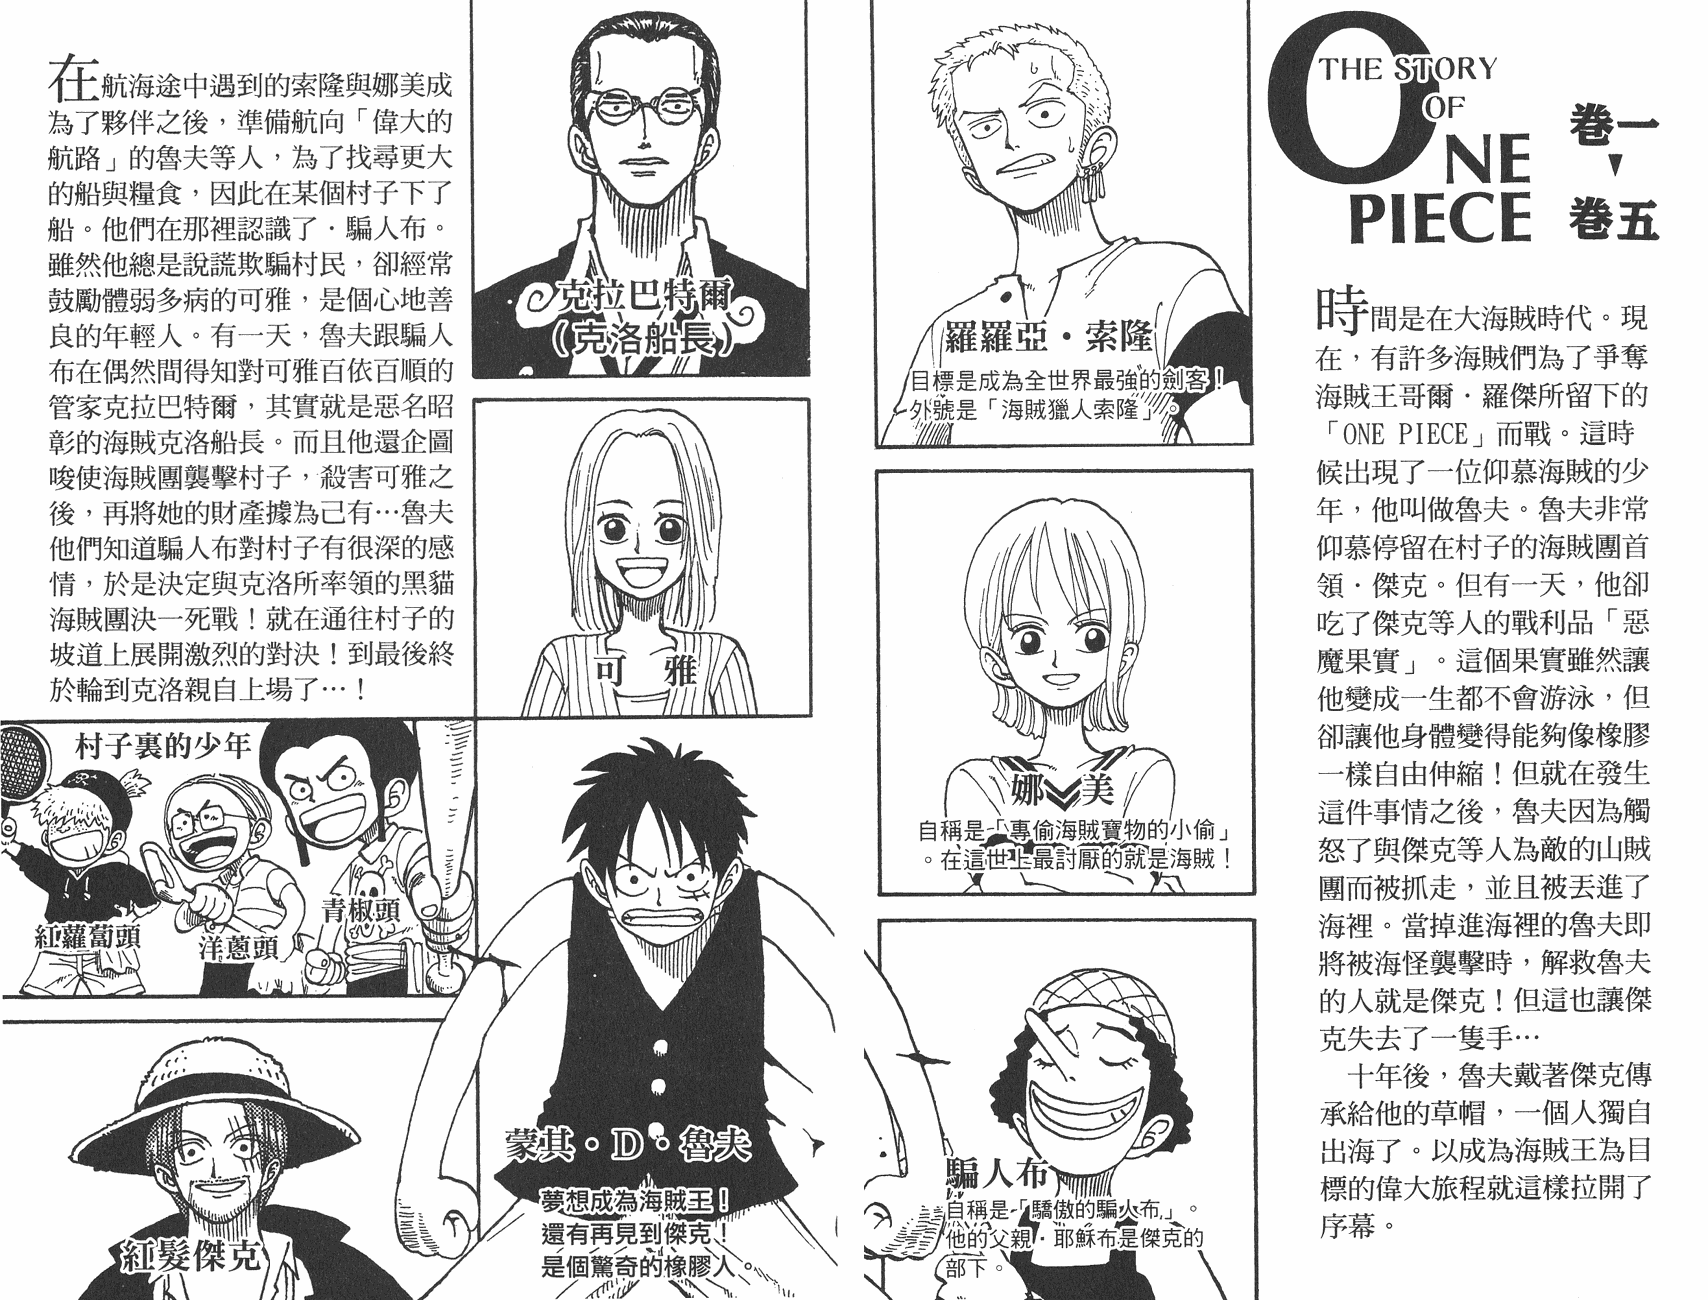 THE STORY
OF
ONE
PIECE
卷一
卷五
時間是在大海賊時代。現
在，有許多海賊們為了爭奪
海賊王哥爾·羅傑所留下的
「ONE PIECE」而戰。這時
候出現了一位仰慕海賊的少
年，他叫做魯夫。魯夫非常
仰慕停留在村子的海賊團首
領·傑克。但有一天，他卻
吃了傑克等人的戰利品「惡
魔果實」。這個果實雖然讓
他變成一生都不會游泳，但
卻讓他身體變得能夠像橡膠
一樣自由伸縮！但就在發生
這件事情之後，魯夫因為觸
怒了與傑克等人為敵的山賊
團而被抓走，並且被丟進了
海裡。當掉進海裡的魯夫即
將被海怪襲擊時，解救魯夫
的人就是傑克！但這也讓傑
克失去了一隻手…
十年後，魯夫戴著傑克傳
承給他的草帽，一個人獨自
出海了。以成為海賊王為目
標的偉大旅程就這樣拉開了
序幕。
羅羅亞·索隆
目標是成為全世界最強的劍客！
外號是「海賊獵人索隆」。
娜美
自稱是「專偷海賊寶物的小偷」
。在這世上最討厭的就是海賊！
騙人布
自稱是「驕傲的騙人布」。
他的父親·耶穌布是傑克的
部下。
克拉巴特爾
（克洛船長）
可雅
蒙其·D·魯夫
夢想成為海賊王！
還有再見到傑克！
是個驚奇的橡膠人。
在航海途中遇到的索隆與娜美成
為了夥伴之後，準備航向「偉大的
航路」的魯夫等人，為了找尋更大
的船與糧食，因此在某個村子下了
船。他們在那裡認識了·騙人布。
雖然他總是說謊欺騙村民，卻經常
鼓勵體弱多病的可雅，是個心地善
良的年輕人。有一天，魯夫跟騙人
布在偶然間得知對可雅百依百順的
管家克拉巴特爾，其實就是惡名昭
彰的海賊克洛船長。而且他還企圖
唆使海賊團襲擊村子，殺害可雅之
後，再將她的財產據為己有…魯夫
他們知道騙人布對村子有很深的感
情，於是決定與克洛所率領的黑貓
海賊團決一死戰！就在通往村子的
坡道上展開激烈的對決！到最後終
於輪到克洛親自上場了…！
村子裏的少年
紅蘿蔔頭
洋蔥頭
青椒頭
紅髮傑克